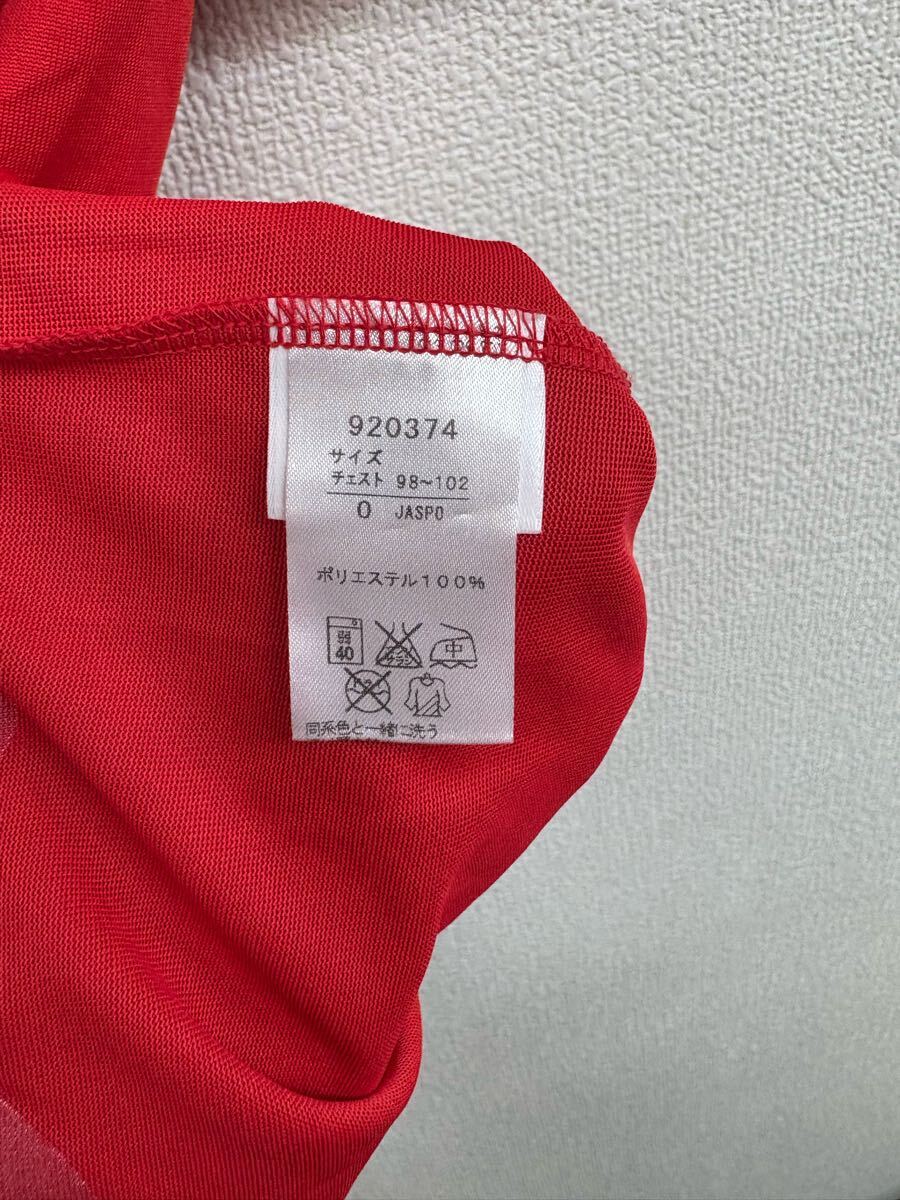 920374
サイズ
チェスト 98〜102
O JASPO
ポリエステル100%
弱
40
中
同系色と一緒に洗う